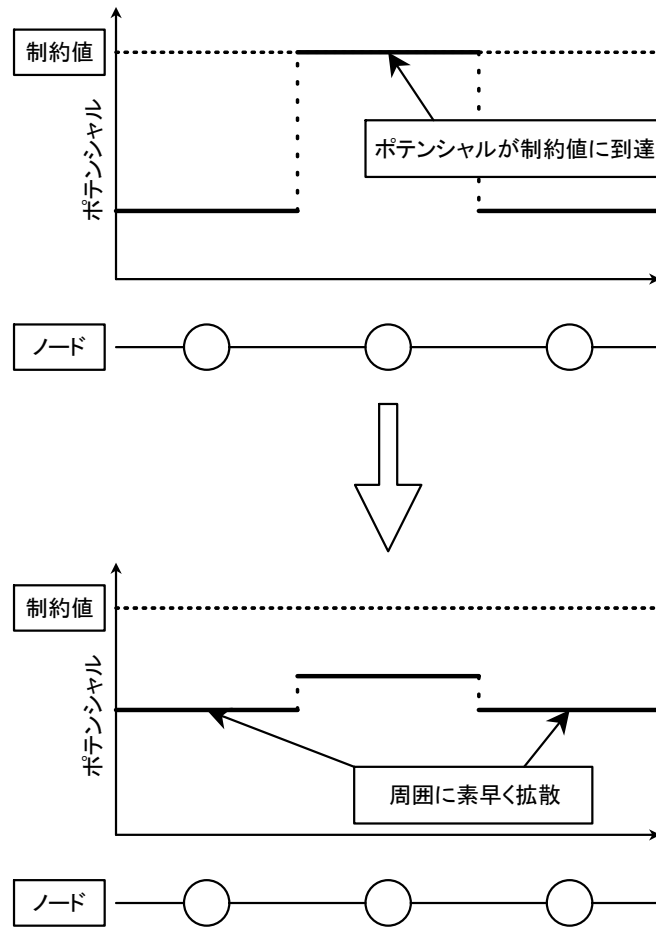 制約値
ポテンシャル
ポテンシャルが制約値に到達
ノード
制約値
ポテンシャル
周囲に素早く拡散
ノード